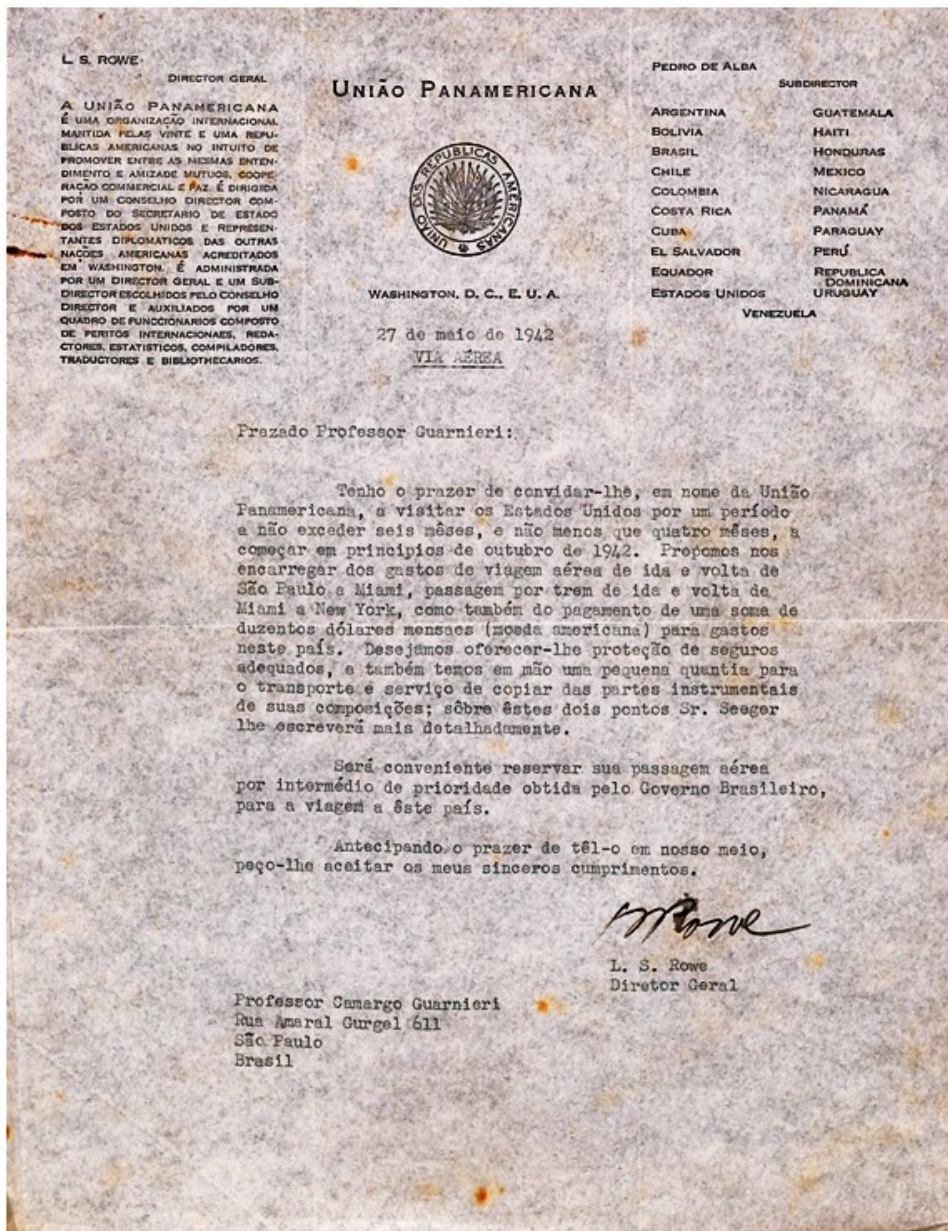 L. S. ROWE
DIRECTOR GERAL
A UNIÃO PANAMERICANA
É UMA ORGANIZAÇÃO INTERNACIONAL
MANTIDA PELAS VINTE E UMA REPU-
BLICAS AMERICANAS NO INTUITO DE
PROMOVER ENTRE AS MESMAS ENTEN-
DIMENTO E AMIZADE MUTUOS, COOPE-
RAÇÃO COMMERCIAL E PAZ. É DIRIGIDA
POR UM CONSELHO DIRECTOR COM-
POSTO DO SECRETARIO DE ESTADO
DOS ESTADOS UNIDOS E REPRESEN-
TANTES DIPLOMATICOS DAS OUTRAS
NAÇÕES AMERICANAS ACREDITADOS
EM WASHINGTON. É ADMINISTRADA
POR UM DIRECTOR GERAL E UM SUB-
DIRECTOR ESCOLHIDOS PELO CONSELHO
DIRECTOR E AUXILIADOS POR UM
QUADRO DE FUNCCIONARIOS COMPOSTO
DE PERITOS INTERNACIONAES, REDA-
CTORES, ESTATISTICOS, COMPILADORES,
TRADUCTORES E BIBLIOTHECARIOS.
UNIÃO PANAMERICANA
UNIÃO DAS REPUBLICAS AMERICANAS
WASHINGTON, D. C., E. U. A.
PEDRO DE ALBA
SUBDIRECTOR
ARGENTINA GUATEMALA
BOLIVIA HAITI
BRASIL HONDURAS
CHILE MEXICO
COLOMBIA NICARAGUA
COSTA RICA PANAMÁ
CUBA PARAGUAY
EL SALVADOR PERÚ
EQUADOR REPUBLICA
DOMINICANA
ESTADOS UNIDOS URUGUAY
VENEZUELA
27 de maio de 1942
VIA AÉREA
Prezado Professor Guarnieri:
Tenho o prazer de convidar-lhe, em nome da União
Panamericana, a visitar os Estados Unidos por um período
a não exceder seis mêses, e não menos que quatro mêses, a
começar em principios de outubro de 1942. Propomos nos
encarregar dos gastos de viagem aérea de ida e volta de
São Paulo a Miami, passagem por trem de ida e volta de
Miami a New York, como também do pagamento de uma soma de
duzentos dólares mensaes (moeda americana) para gastos
neste país. Desejamos oferecer-lhe proteção de seguros
adequados, e também temos em mão uma pequena quantia para
o transporte e serviço de copiar das partes instrumentais
de suas composições; sôbre êstes dois pontos Sr. Seeger
lhe escreverá mais detalhadamente.
Será conveniente reservar sua passagem aérea
por intermédio de prioridade obtida pelo Governo Brasileiro,
para a viagem a êste país.
Antecipando o prazer de têl-o em nosso meio,
peço-lhe aceitar os meus sinceros cumprimentos.
L S Rowe
L. S. Rowe
Diretor Geral
Professor Camargo Guarnieri
Rua Amaral Gurgel 611
São Paulo
Brasil